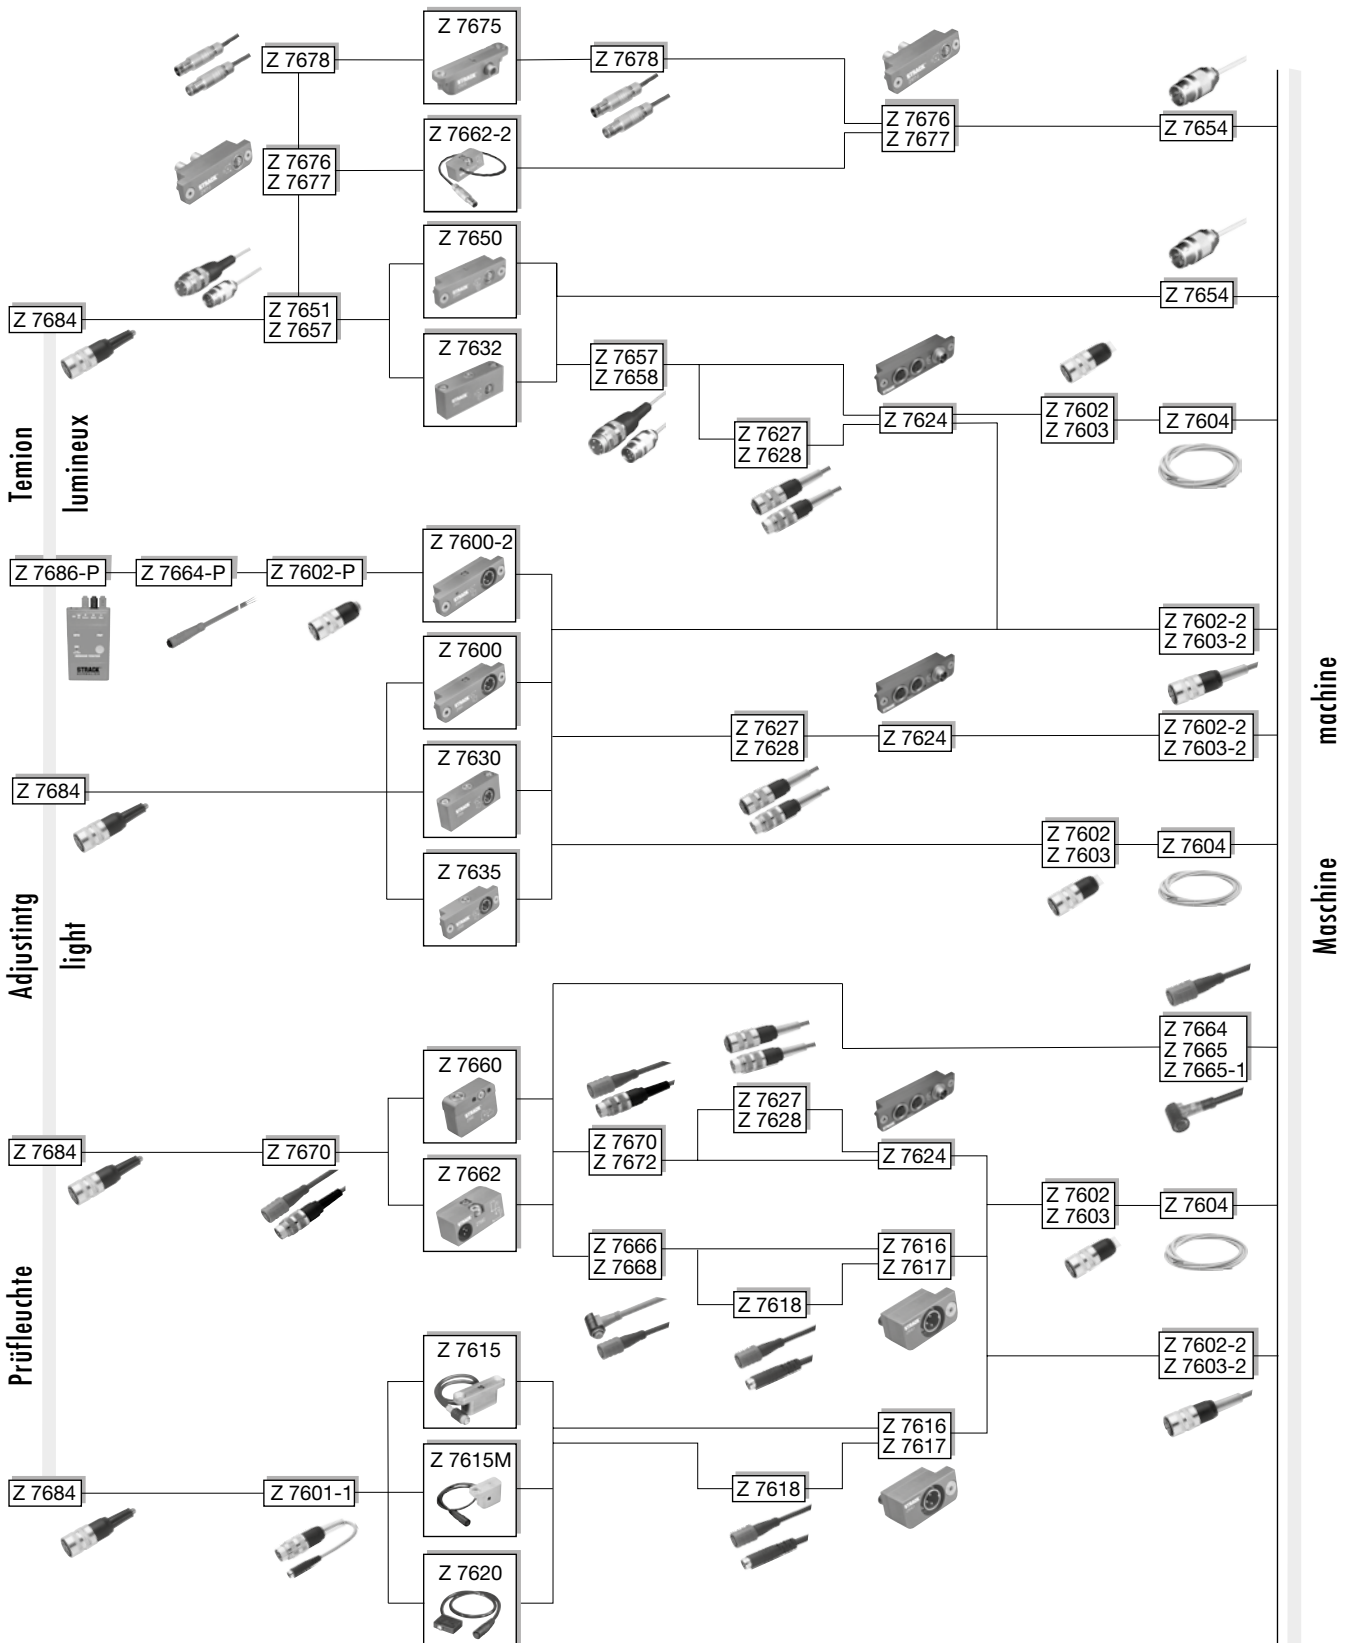 Z 7675
Z 7678
Z 7678
Z 7676
Z 7677
Z 7654
Z 7662-2
Z 7676
Z 7677
Z 7650
Z 7654
Z 7684
Z 7651
Z 7657
Z 7632
Z 7657
Z 7658
Z 7624
Z 7602
Z 7603
Z 7604
Z 7627
Z 7628
Temion
lumineux
Z 7600-2
Z 7686-P
Z 7664-P
Z 7602-P
Z 7602-2
Z 7603-2
STRACK
Z 7600
Z 7627
Z 7628
Z 7624
Z 7602-2
Z 7603-2
machine
Z 7630
Z 7684
Z 7602
Z 7603
Z 7604
Z 7635
Maschine
Adjustintg
light
Z 7664
Z 7665
Z 7665-1
Z 7660
Z 7627
Z 7628
Z 7684
Z 7670
Z 7670
Z 7672
Z 7624
Z 7662
Z 7602
Z 7603
Z 7604
Z 7666
Z 7668
Z 7616
Z 7617
Z 7618
Prüfleuchte
Z 7615
Z 7602-2
Z 7603-2
Z 7616
Z 7617
Z 7615M
Z 7684
Z 7601-1
Z 7618
Z 7620